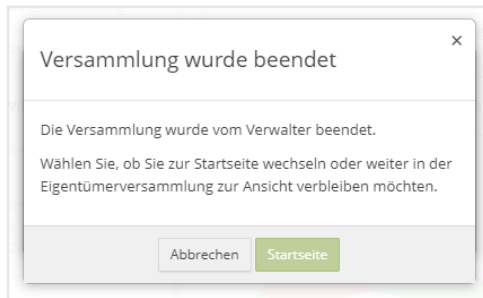 Versammlung wurde beendet
×
Die Versammlung wurde vom Verwalter beendet.
Wählen Sie, ob Sie zur Startseite wechseln oder weiter in der
Eigentümerversammlung zur Ansicht verbleiben möchten.
Abbrechen
Startseite